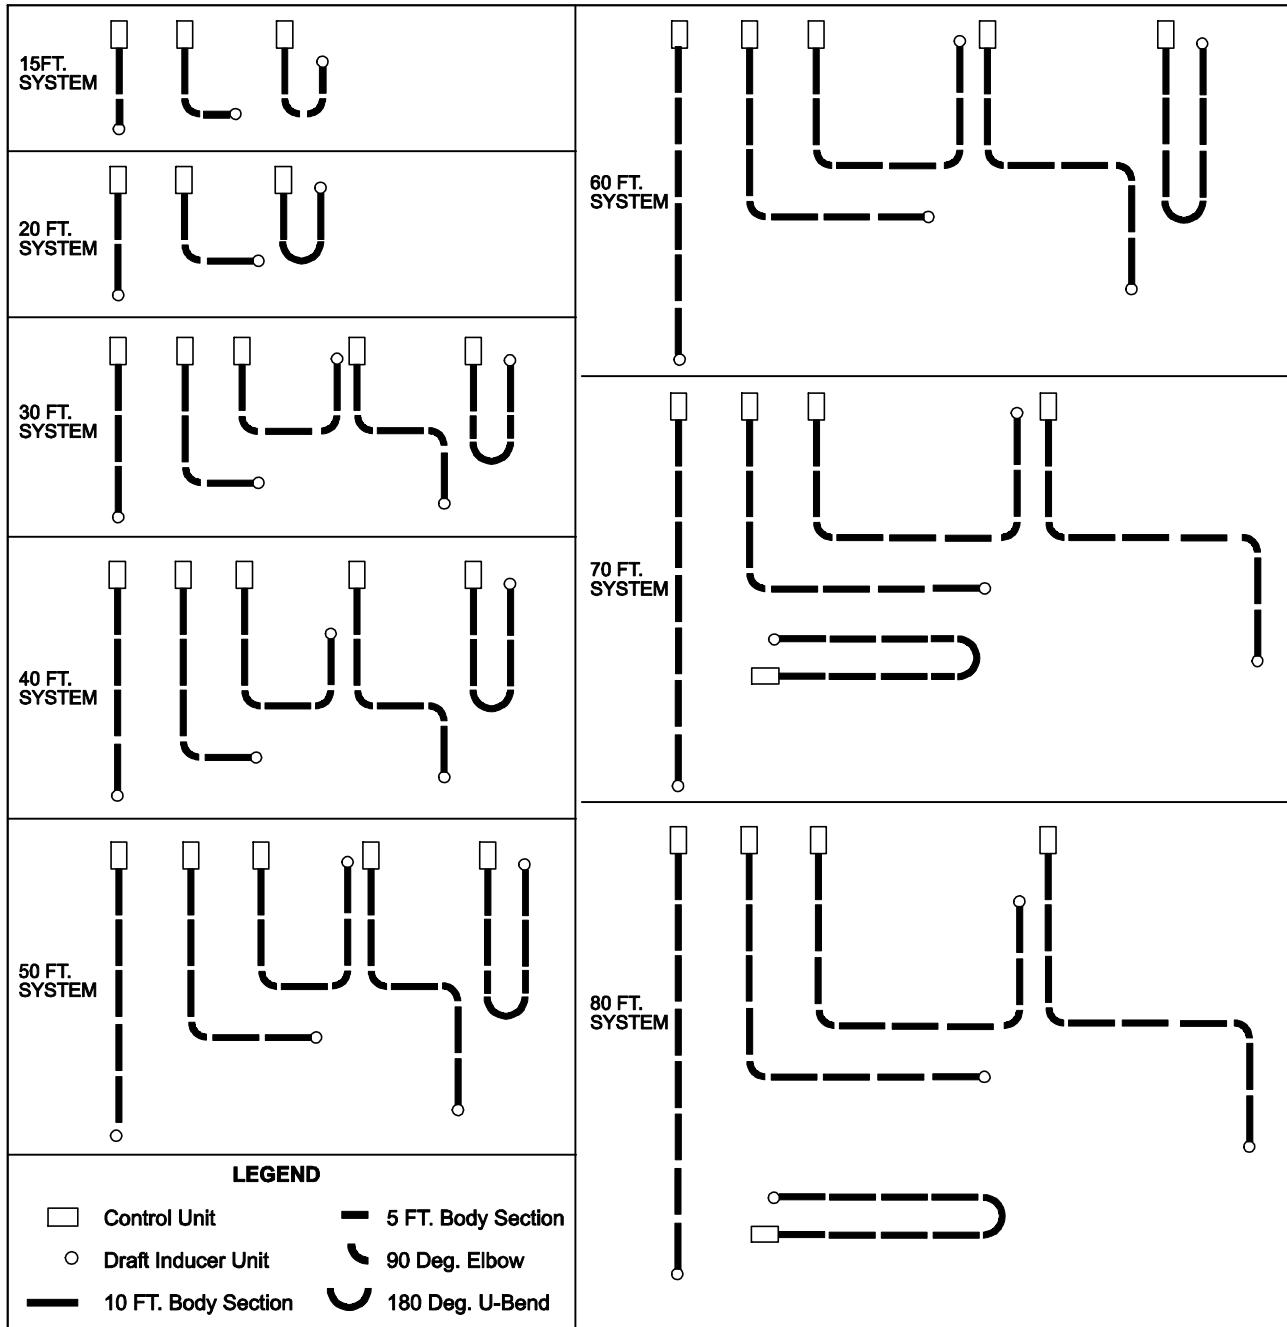 15FT.
SYSTEM
20 FT.
SYSTEM
30 FT.
SYSTEM
40 FT.
SYSTEM
50 FT.
SYSTEM
LEGEND
Control Unit
Draft Inducer Unit
10 FT. Body Section
5 FT. Body Section
90 Deg. Elbow
180 Deg. U-Bend
60 FT.
SYSTEM
70 FT.
SYSTEM
80 FT.
SYSTEM